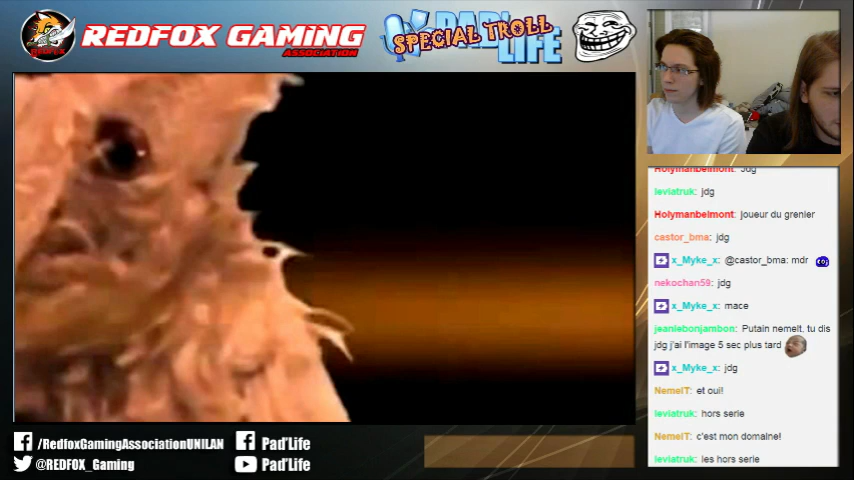 REDFOX GAMING
ASSOCIATION
REDFOX
PAD'LIFE
SPECIAL TROLL
Holymanbelmont: Jdg
leviatruk: jdg
Holymanbelmont: joueur du grenier
castor_bma: jdg
x_Myke_x: @castor_bma: mdr
nekochan59: jdg
x_Myke_x: mace
jeanlebonjambon: Putain nemelt, tu dis
jdg j'ai l'image 5 sec plus tard
x_Myke_x: jdg
NemelT: et oui!
leviatruk: hors serie
NemelT: c'est mon domaine!
leviatruk: les hors serie
/RedfoxGamingAssociationUNILAN
Pad'Life
@REDFOX_Gaming
Pad'Life